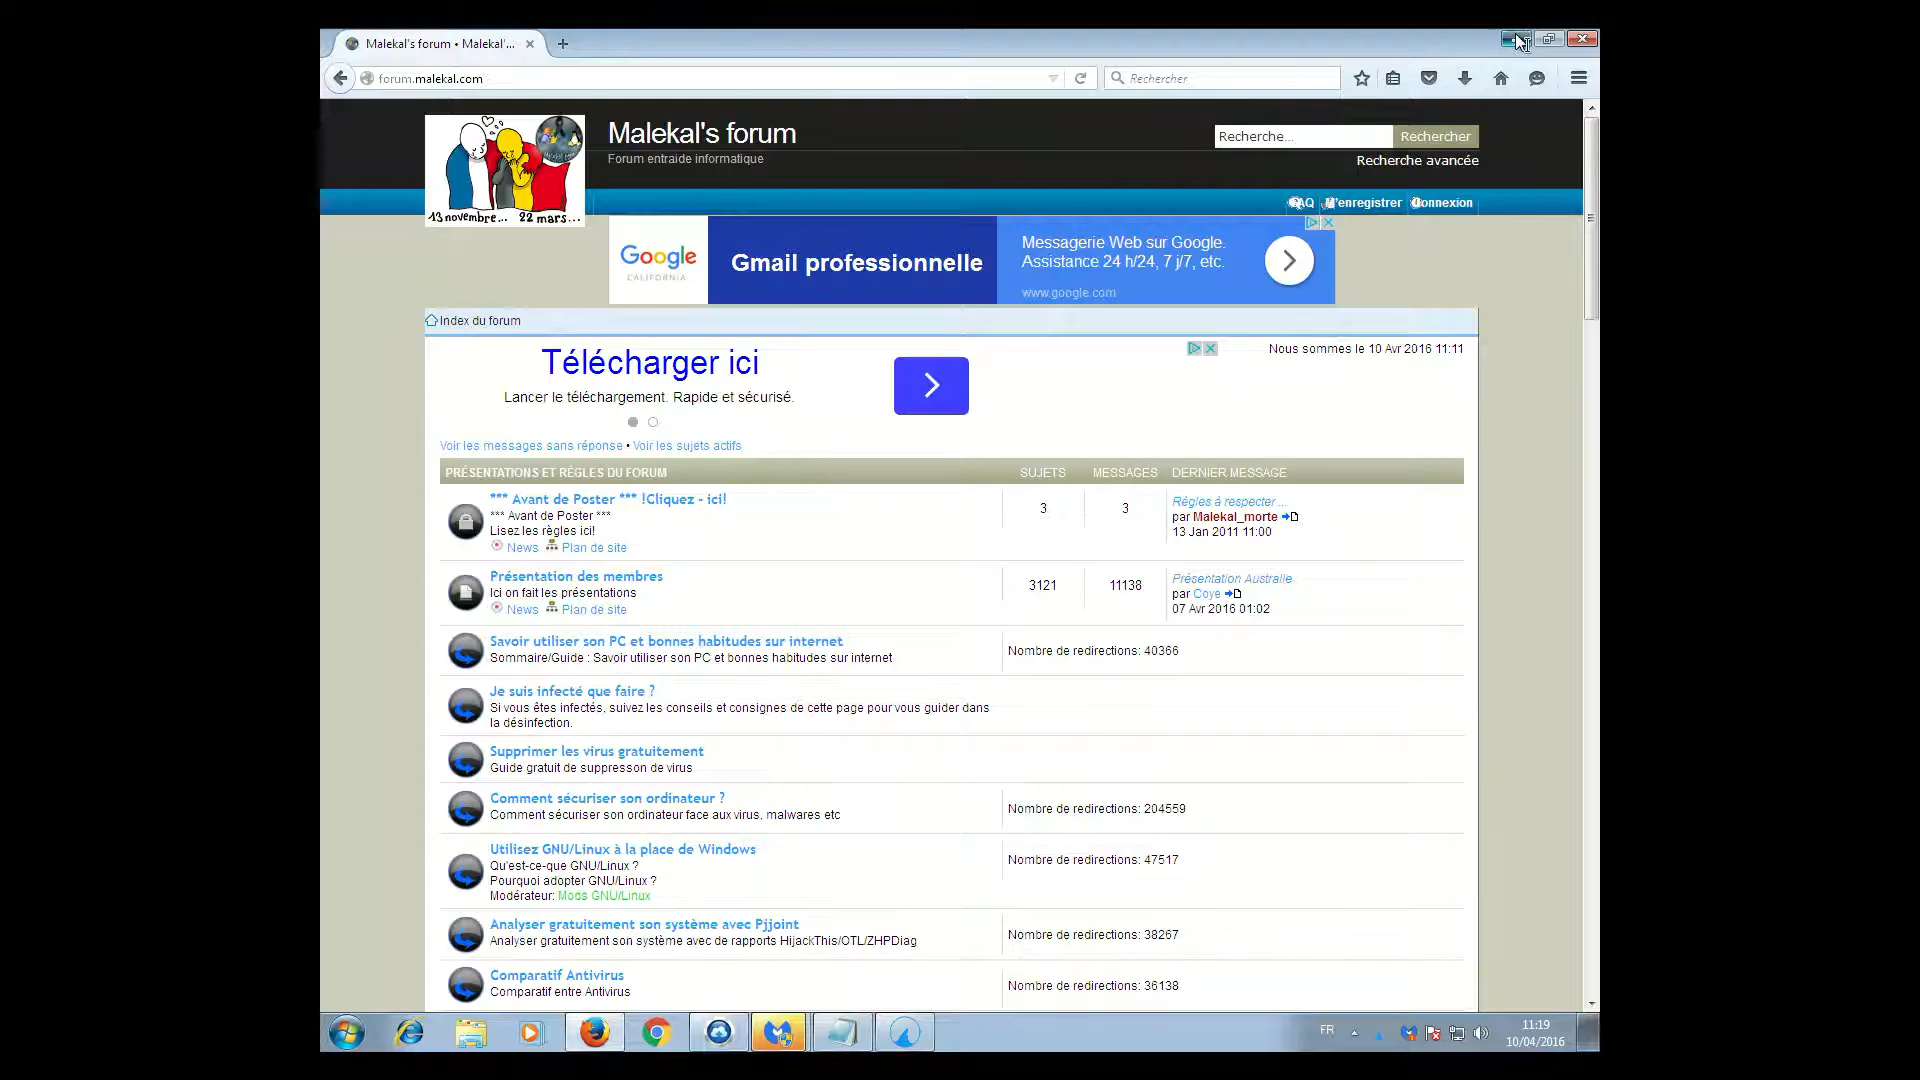 Malekal's forum • Malekal'...
forum.malekal.com
Rechercher
Malekal's forum
Forum entraide informatique
Recherche...
Rechercher
Recherche avancée
13 novembre... 22 mars...
M'enregistrer
Google
CALIFORNIA
Gmail professionnelle
Messagerie Web sur Google.
Assistance 24 h/24, 7 j/7, etc.
www.google.com
Index du forum
Télécharger ici
Lancer le téléchargement. Rapide et sécurisé.
Nous sommes le 10 Avr 2016 11:11
Voir les messages sans réponse • Voir les sujets actifs
PRÉSENTATIONS ET RÈGLES DU FORUM SUJETS MESSAGES DERNIER MESSAGE
*** Avant de Poster *** !Cliquez - ici!
*** Avant de Poster ***
Lisez les règles ici!
News Plan de site
3
3
Règles à respecter ...
par Malekal_morte
13 Jan 2011 11:00
Présentation des membres
Ici on fait les présentations
News Plan de site
3121
11138
Présentation Australle
par Coye
07 Avr 2016 01:02
Savoir utiliser son PC et bonnes habitudes sur internet
Sommaire/Guide : Savoir utiliser son PC et bonnes habitudes sur internet
Nombre de redirections: 40366
Je suis infecté que faire ?
Si vous êtes infectés, suivez les conseils et consignes de cette page pour vous guider dans
la désinfection.
Supprimer les virus gratuitement
Guide gratuit de suppresson de virus
Comment sécuriser son ordinateur ?
Comment sécuriser son ordinateur face aux virus, malwares etc
Nombre de redirections: 204559
Utilisez GNU/Linux à la place de Windows
Qu'est-ce-que GNU/Linux ?
Pourquoi adopter GNU/Linux ?
Modérateur: Mods GNU/Linux
Nombre de redirections: 47517
Analyser gratuitement son système avec Pjjoint
Analyser gratuitement son système avec de rapports HijackThis/OTL/ZHPDiag
Nombre de redirections: 38267
Comparatif Antivirus
Comparatif entre Antivirus
Nombre de redirections: 36138
FR
11:19
10/04/2016